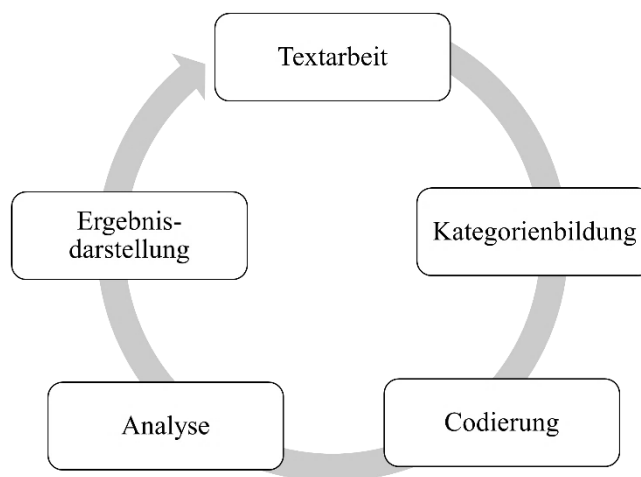 Textarbeit
Kategorienbildung
Codierung
Analyse
Ergebnis-
darstellung